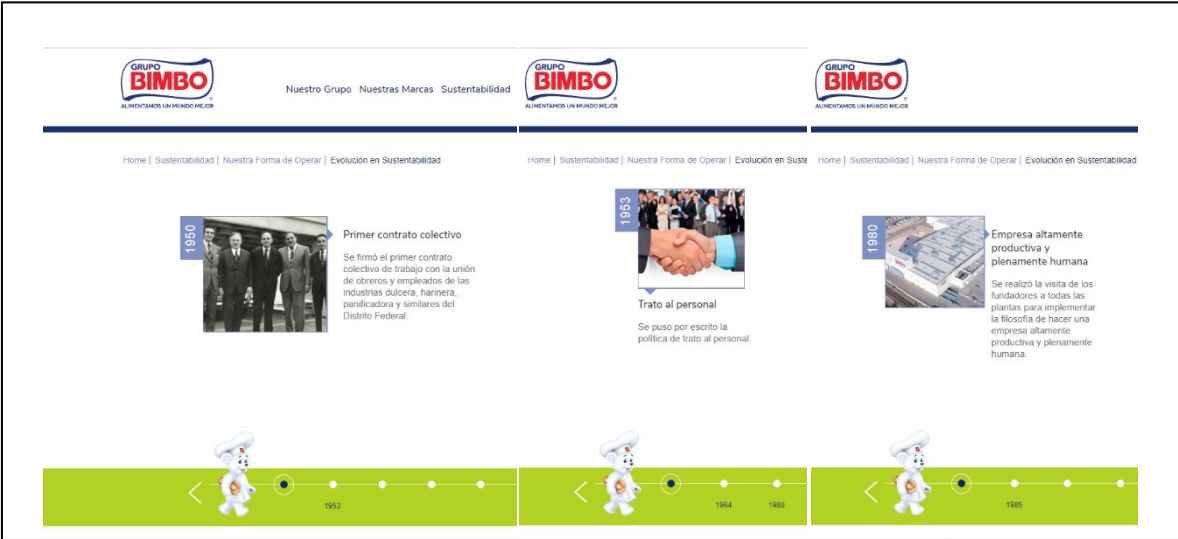 GRUPO
BIMBO
ALIMENTAMOS UN MUNDO MEJOR
Nuestro Grupo Nuestras Marcas Sustentabilidad
Home | Sustentabilidad | Nuestra Forma de Operar | Evolución en Sustentabilidad
1950
Primer contrato colectivo
Se firmó el primer contrato
colectivo de trabajo con la unión
de obreros y empleados de las
industrias dulcera, harinera,
panificadora y similares del
Distrito Federal.
1953
GRUPO
BIMBO
ALIMENTAMOS UN MUNDO MEJOR
Home | Sustentabilidad | Nuestra Forma de Operar | Evolución en Suste
1953
Trato al personal
Se puso por escrito la
política de trato al personal.
1964 1980
GRUPO
BIMBO
ALIMENTAMOS UN MUNDO MEJOR
Home | Sustentabilidad | Nuestra Forma de Operar | Evolución en Sustentabilidad
1980
BIMBO
Empresa altamente
productiva y
plenamente humana
Se realizó la visita de los
fundadores a todas las
plantas para implementar
la filosofía de hacer una
empresa altamente
productiva y plenamente
humana.
1985